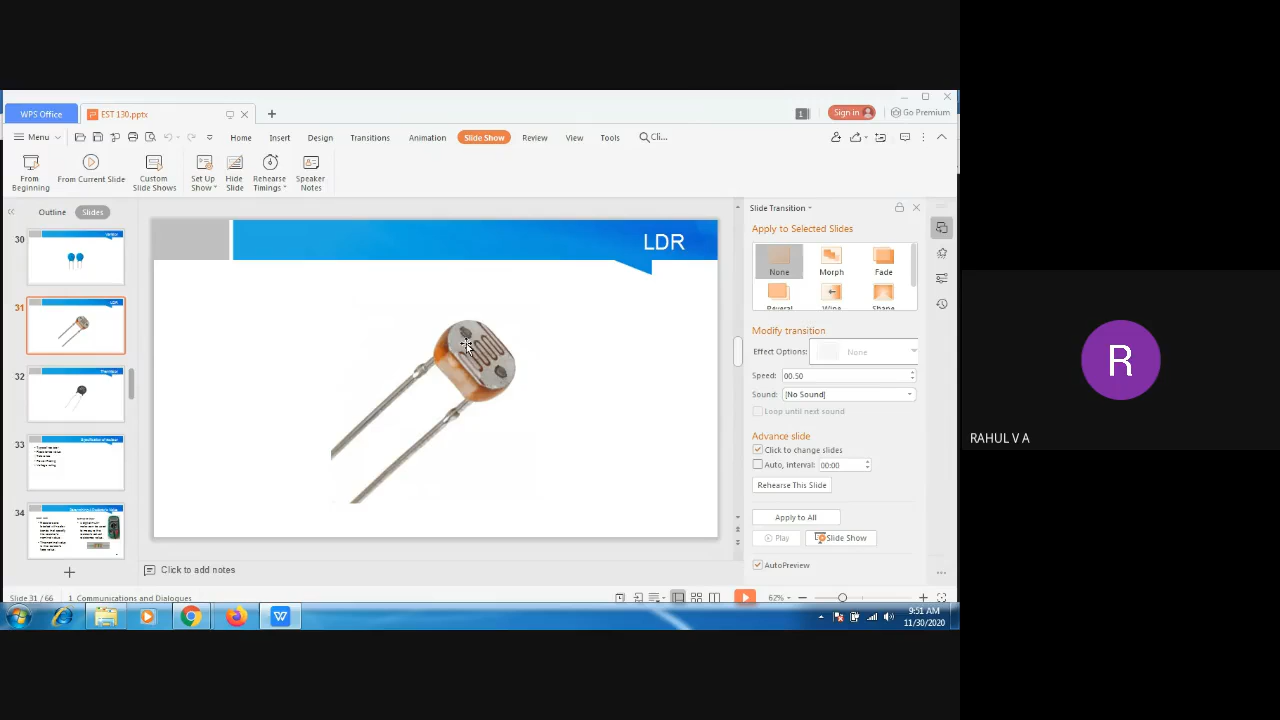 WPS Office
EST 130.pptx
1
Sign in
Go Premium
Menu
Home
Insert
Design
Transitions
Animation
Slide Show
Review
View
Tools
Cli...
From Beginning
From Current Slide
Custom Slide Shows
Set Up Show
Hide Slide
Rehearse Timings
Speaker Notes
Outline
Slides
30
31
LDR
32
33
34
LDR
Slide Transition
Apply to Selected Slides
None
Morph
Fade
Wipe
Shape
Modify transition
Effect Options:
None
Speed:
00.50
Sound:
[No Sound]
Loop until next sound
Advance slide
Click to change slides
Auto, interval:
00:00
Rehearse This Slide
Apply to All
Play
Slide Show
AutoPreview
Click to add notes
Slide 31 / 66
1_Communications and Dialogues
62%
9:51 AM
11/30/2020
R
RAHUL V A